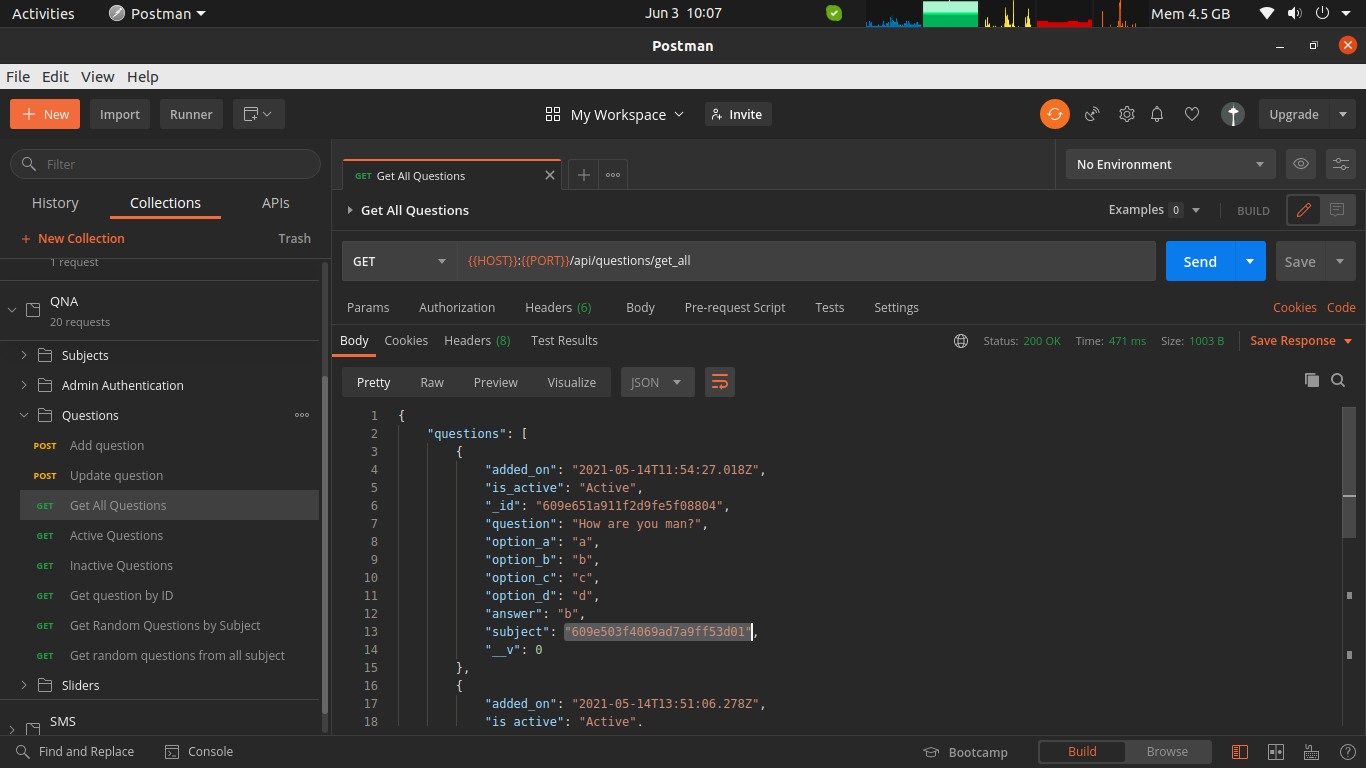 Activities Postman Jun 3 10:07 Mem 4.5 GB
Postman
File Edit View Help
New Import Runner My Workspace Invite Upgrade
Filter
History Collections APIs
+ New Collection Trash
1 request
QNA
20 requests
Subjects
Admin Authentication
Questions
POST Add question
POST Update question
GET Get All Questions
GET Active Questions
GET Inactive Questions
GET Get question by ID
GET Get Random Questions by Subject
GET Get random questions from all subject
Sliders
SMS
GET Get All Questions No Environment
Get All Questions Examples 0 BUILD
GET {{HOST}}:{{PORT}}/api/questions/get_all Send Save
Params Authorization Headers (6) Body Pre-request Script Tests Settings Cookies Code
Body Cookies Headers (8) Test Results Status: 200 OK Time: 471 ms Size: 1003 B Save Response
Pretty Raw Preview Visualize JSON
1 {
2 "questions": [
3 {
4 "added_on": "2021-05-14T11:54:27.018Z",
5 "is_active": "Active",
6 "_id": "609e651a911f2d9fe5f08804",
7 "question": "How are you man?",
8 "option_a": "a",
9 "option_b": "b",
10 "option_c": "c",
11 "option_d": "d",
12 "answer": "b",
13 "subject": "609e503f4069ad7a9ff53d01",
14 "__v": 0
15 },
16 {
17 "added_on": "2021-05-14T13:51:06.278Z",
18 "is_active": "Active",
Find and Replace Console Bootcamp Build Browse